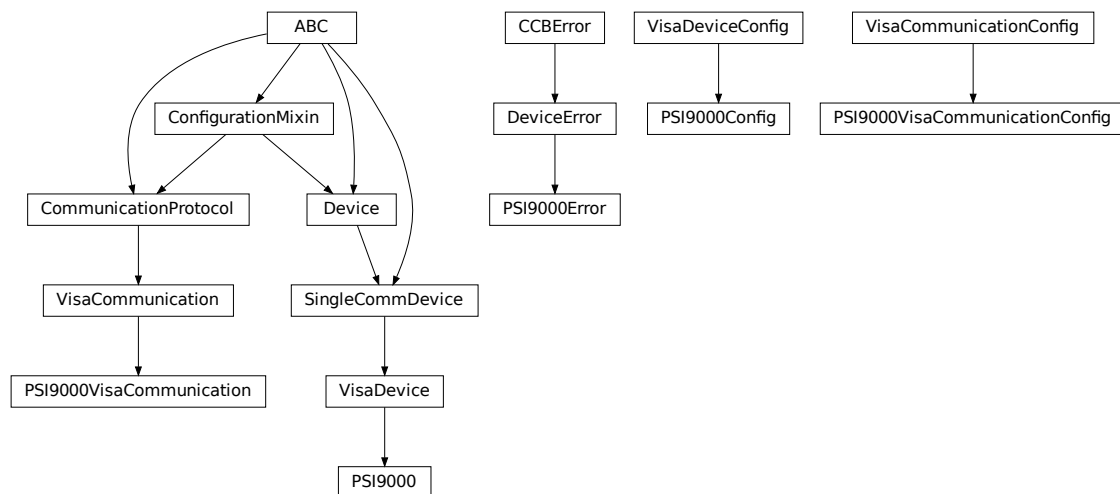 ABC
CCBError
VisaDeviceConfig
VisaCommunicationConfig
ConfigurationMixin
DeviceError
PSI9000Config
PSI9000VisaCommunicationConfig
CommunicationProtocol
Device
PSI9000Error
VisaCommunication
SingleCommDevice
PSI9000VisaCommunication
VisaDevice
PSI9000